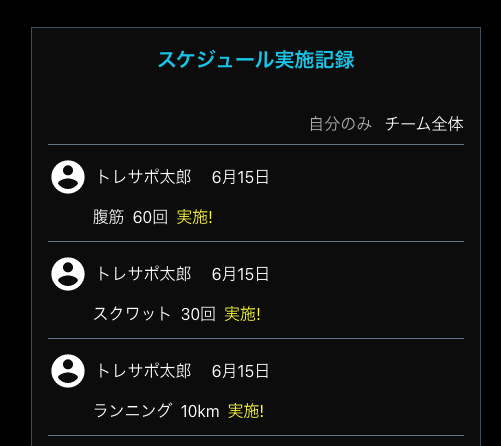 スケジュール実施記録
自分のみ チーム全体
トレサポ太郎 6月15日
腹筋 60回 実施!
トレサポ太郎 6月15日
スクワット 30回 実施!
トレサポ太郎 6月15日
ランニング 10km 実施!